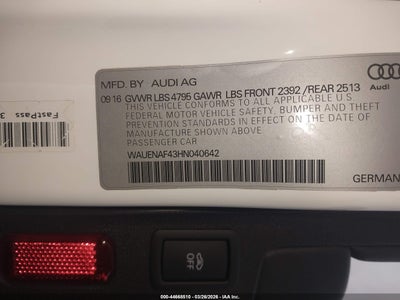 MFD. BY AUDI AG
09 16 GVWR LBS 4795 GAWR LBS FRONT 2392 /REAR 2513
THIS VEHICLE CONFORMS TO ALL APPLICABLE U.S.
FEDERAL MOTOR VEHICLE SAFETY, BUMPER AND THEFT
PREVENTION STANDARDS IN EFFECT ON THE DATE OF
MANUFACTURE SHOWN ABOVE
PASSENGER CAR
WAUENAF43HN040642
Audi
GERMAN
FastPass 3
OFF
000-44668510 - 03/26/2026 - IAA Inc.